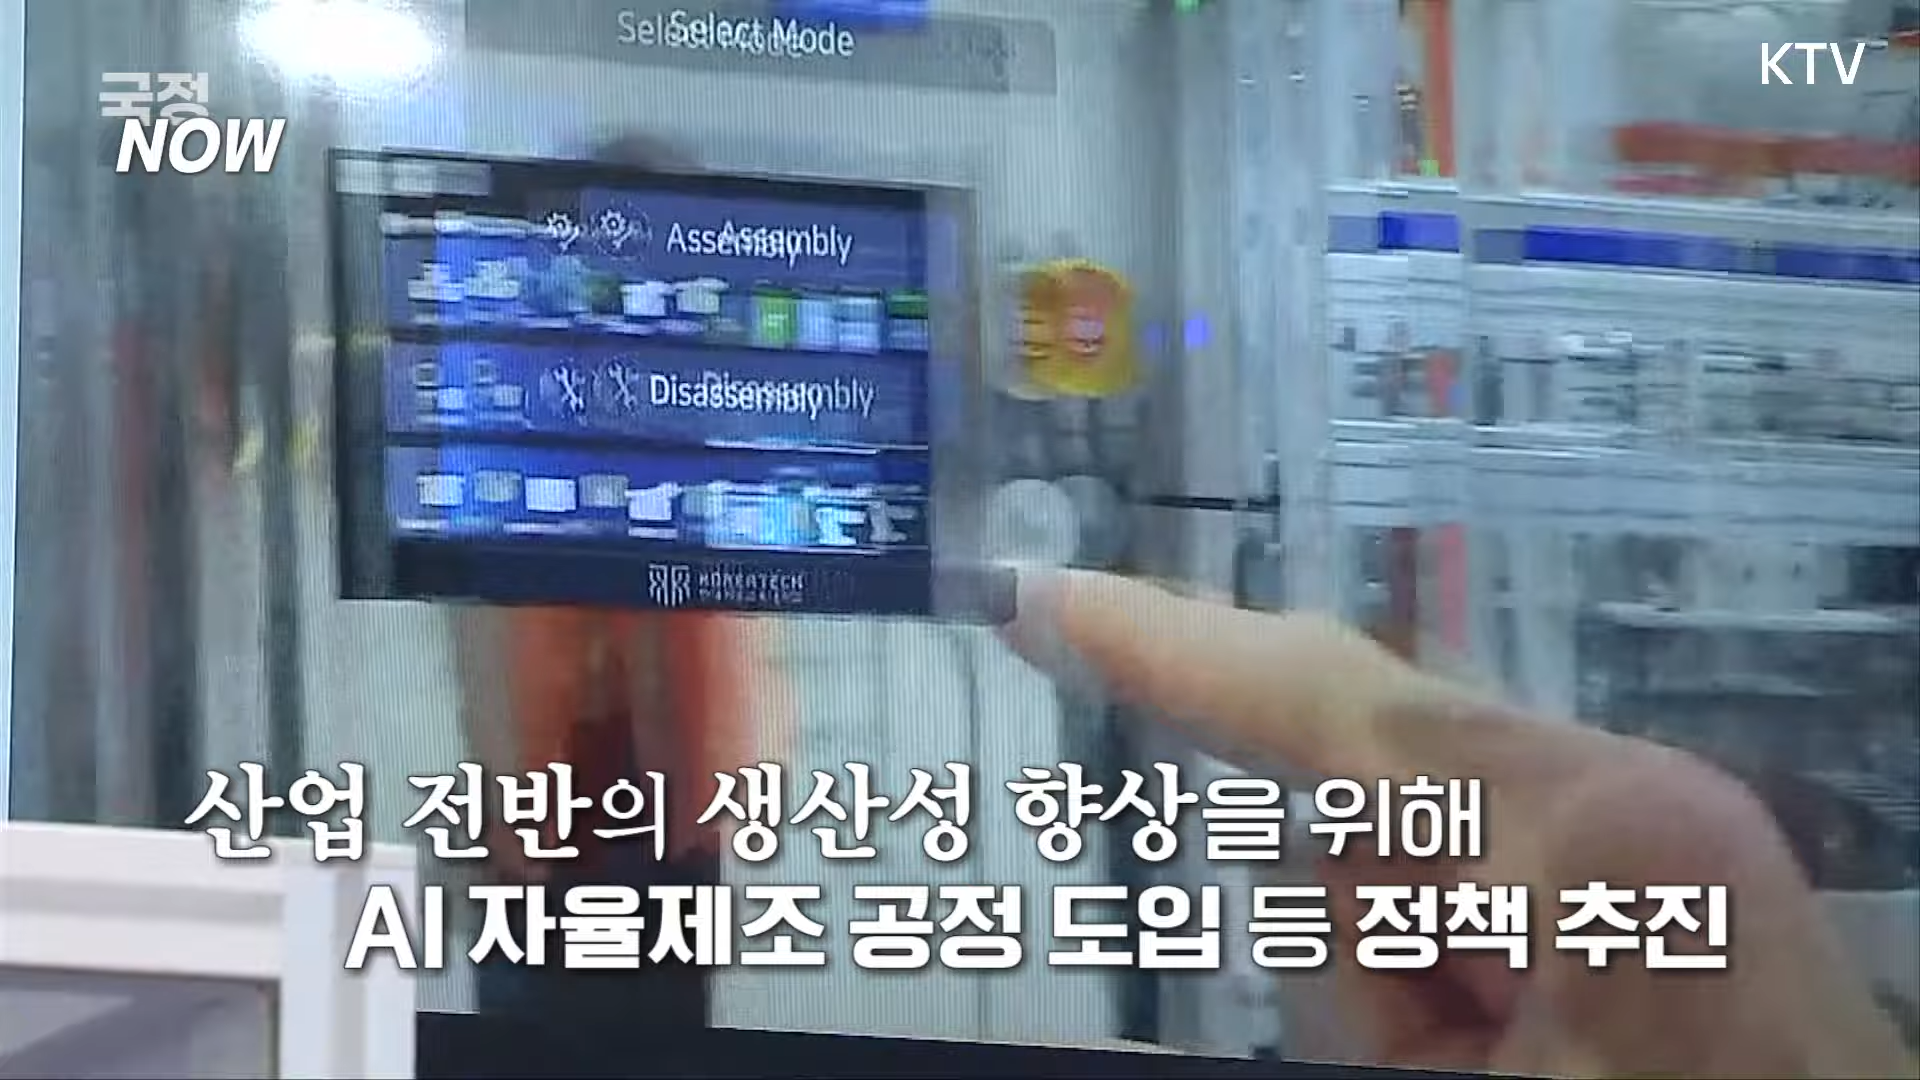 Select Mode
KTV
국정
NOW
Assembly
Disassembly
KOREATECH
산업 전반의 생산성 향상을 위해
AI 자율제조 공정 도입 등 정책 추진